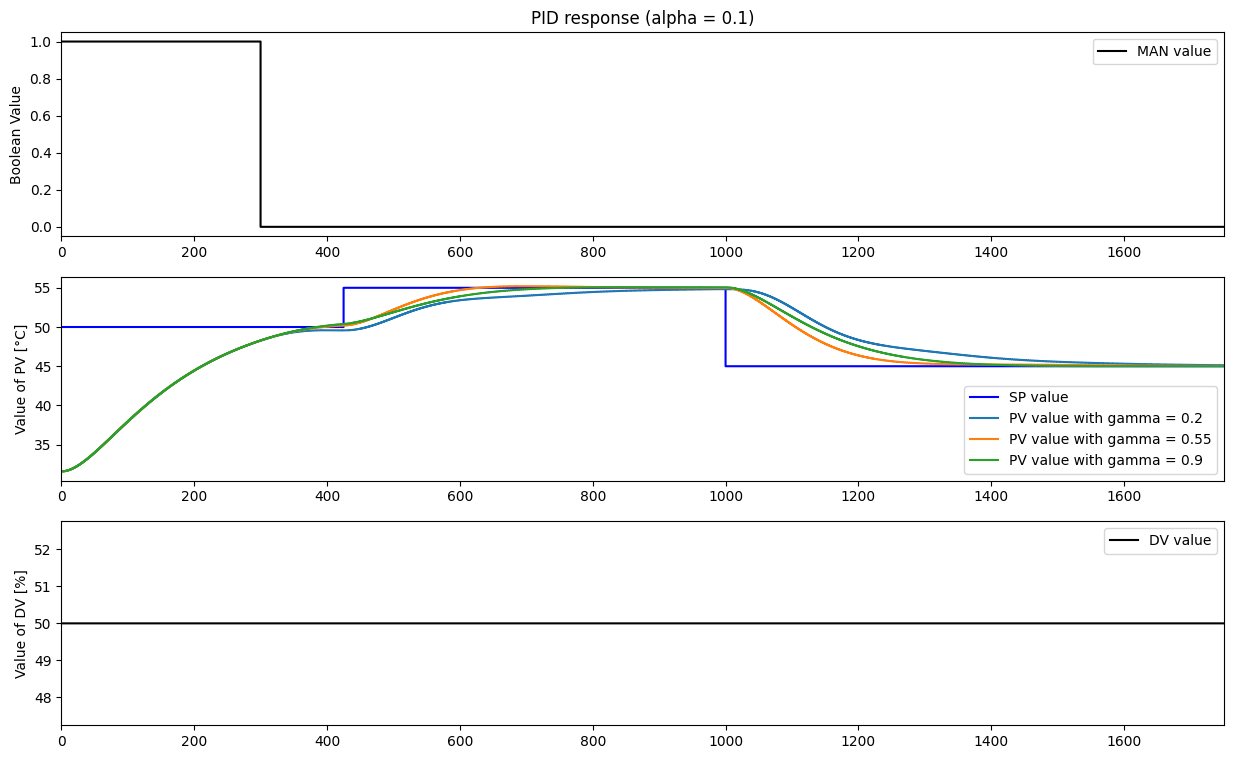 PID response (alpha = 0.1)
Boolean Value
1.0
0.8
0.6
0.4
0.2
0.0
MAN value
0 200 400 600 800 1000 1200 1400 1600
Value of PV [°C]
55
50
45
40
35
SP value
PV value with gamma = 0.2
PV value with gamma = 0.55
PV value with gamma = 0.9
0 200 400 600 800 1000 1200 1400 1600
Value of DV [%]
52
51
50
49
48
DV value
0 200 400 600 800 1000 1200 1400 1600